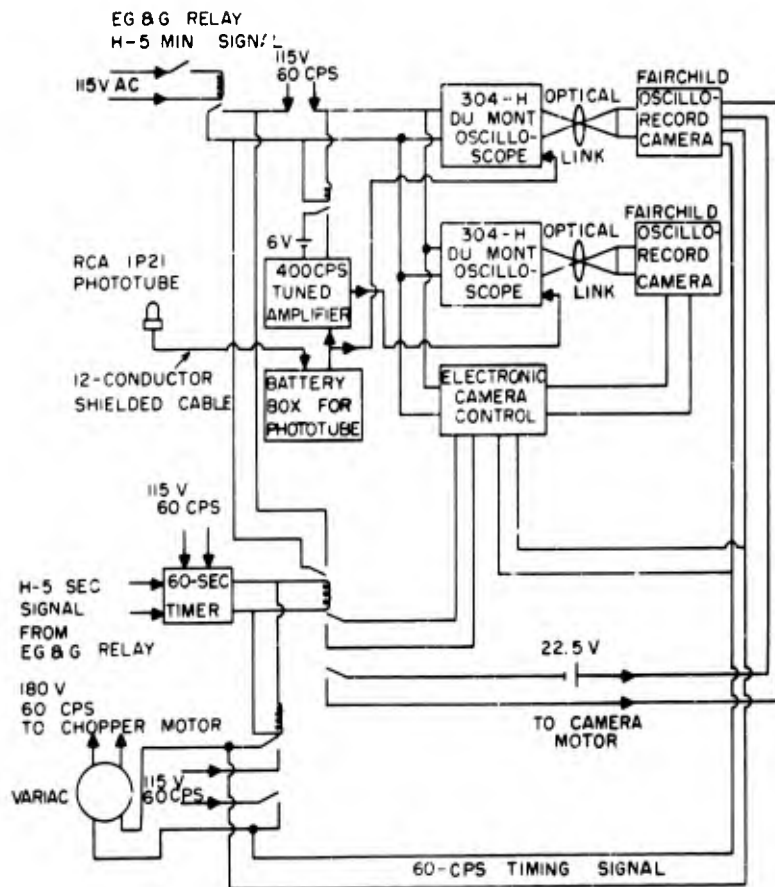 EG & G RELAY
H-5 MIN SIGNAL
115V AC
115V
60 CPS
304-H
DU MONT
OSCILLO-
SCOPE
OPTICAL
LINK
FAIRCHILD
OSCILLO-
RECORD
CAMERA
304-H
DU MONT
OSCILLO-
SCOPE
OPTICAL
LINK
FAIRCHILD
OSCILLO-
RECORD
CAMERA
6V
400CPS
TUNED
AMPLIFIER
RCA 1P21
PHOTOTUBE
12-CONDUCTOR
SHIELDED CABLE
BATTERY
BOX FOR
PHOTOTUBE
ELECTRONIC
CAMERA
CONTROL
115 V
60 CPS
60-SEC
TIMER
H-5 SEC
SIGNAL
FROM
EG & G RELAY
22.5 V
TO CAMERA
MOTOR
180 V
60 CPS
TO CHOPPER MOTOR
VARIAC
115 V
60 CPS
60-CPS TIMING SIGNAL